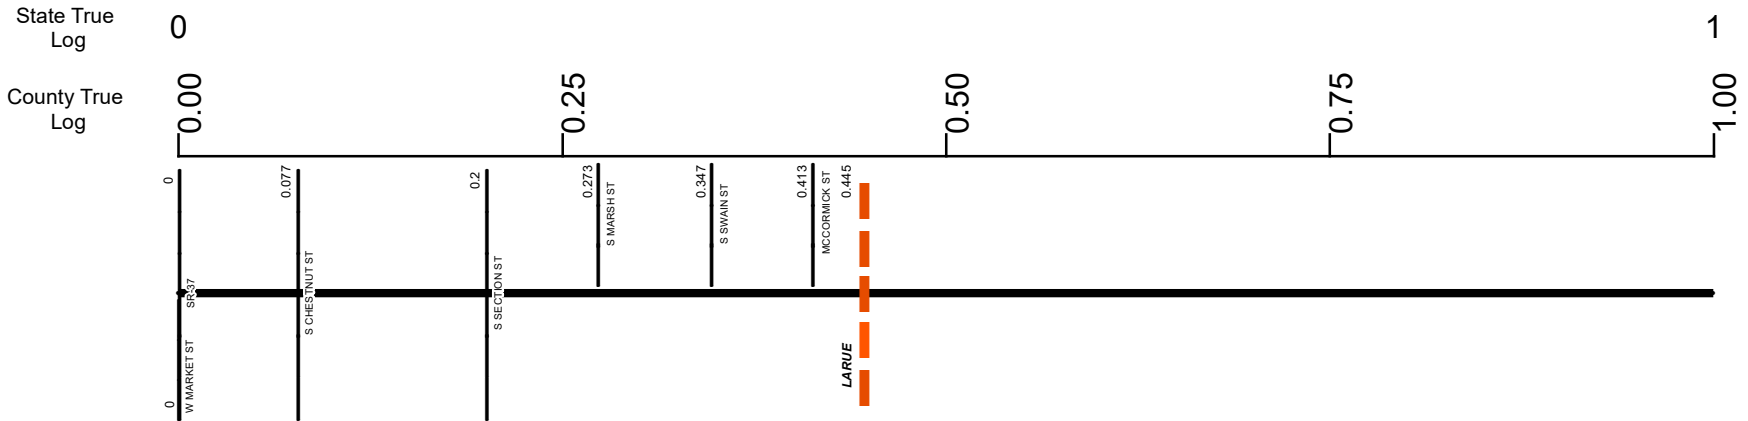 State True
Log
0
1
County True
Log
0.00
0.25
0.50
0.75
1.00
0
0.077
0.2
0.273
0.347
0.413
0.445
S MARSH ST
S SWAIN ST
MCCORMICK ST
SR-37
S CHESTNUT ST
S SECTION ST
0
W MARKET ST
LARUE